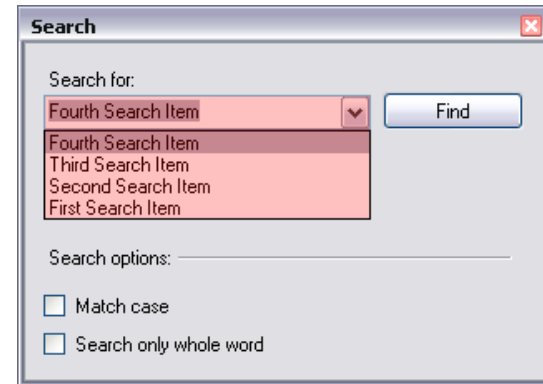 Search
Search for:
Fourth Search Item
Find
Fourth Search Item
Third Search Item
Second Search Item
First Search Item
Search options:
Match case
Search only whole word